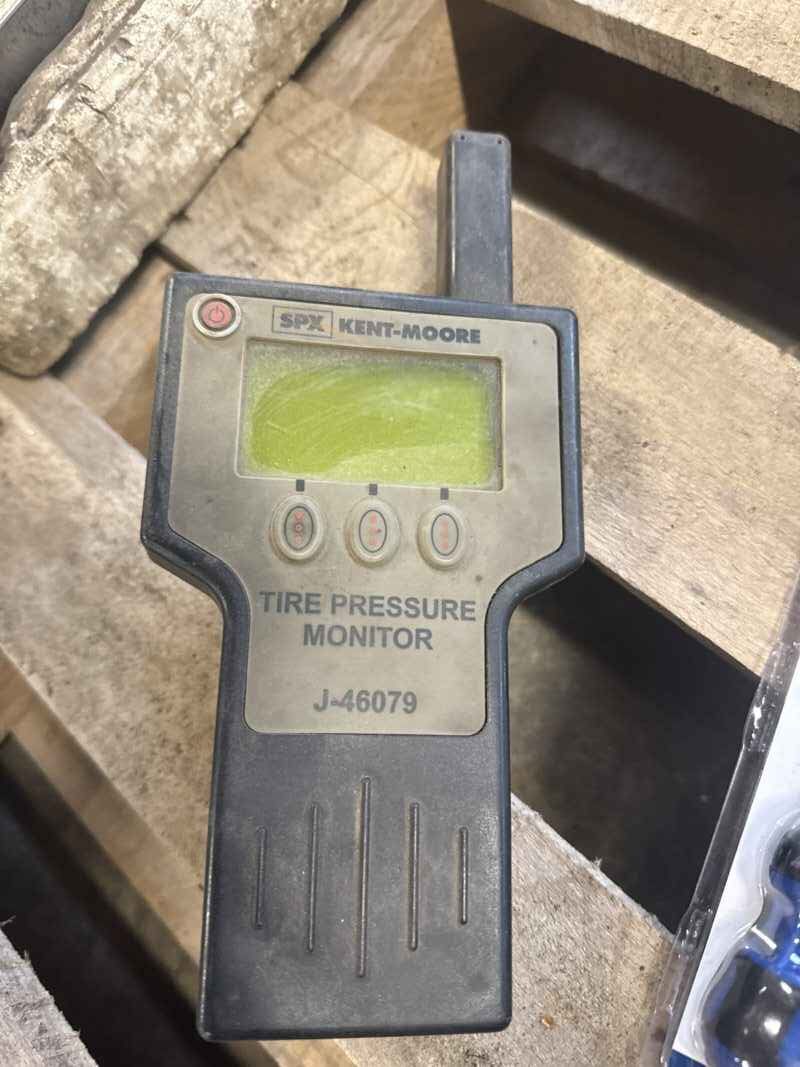 SPX KENT-MOORE
TIRE PRESSURE
MONITOR
J-46079